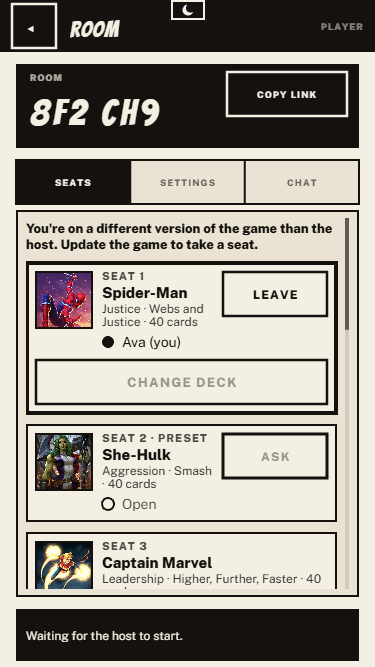 ROOM
PLAYER
ROOM
8F2 CH9
COPY LINK
SEATS
SETTINGS
CHAT
You're on a different version of the game than the
host. Update the game to take a seat.
SEAT 1
Spider-Man
Justice · Webs and
Justice · 40 cards
Ava (you)
LEAVE
CHANGE DECK
SEAT 2 · PRESET
She-Hulk
Aggression · Smash
· 40 cards
Open
ASK
SEAT 3
Captain Marvel
Leadership · Higher, Further, Faster · 40
Waiting for the host to start.